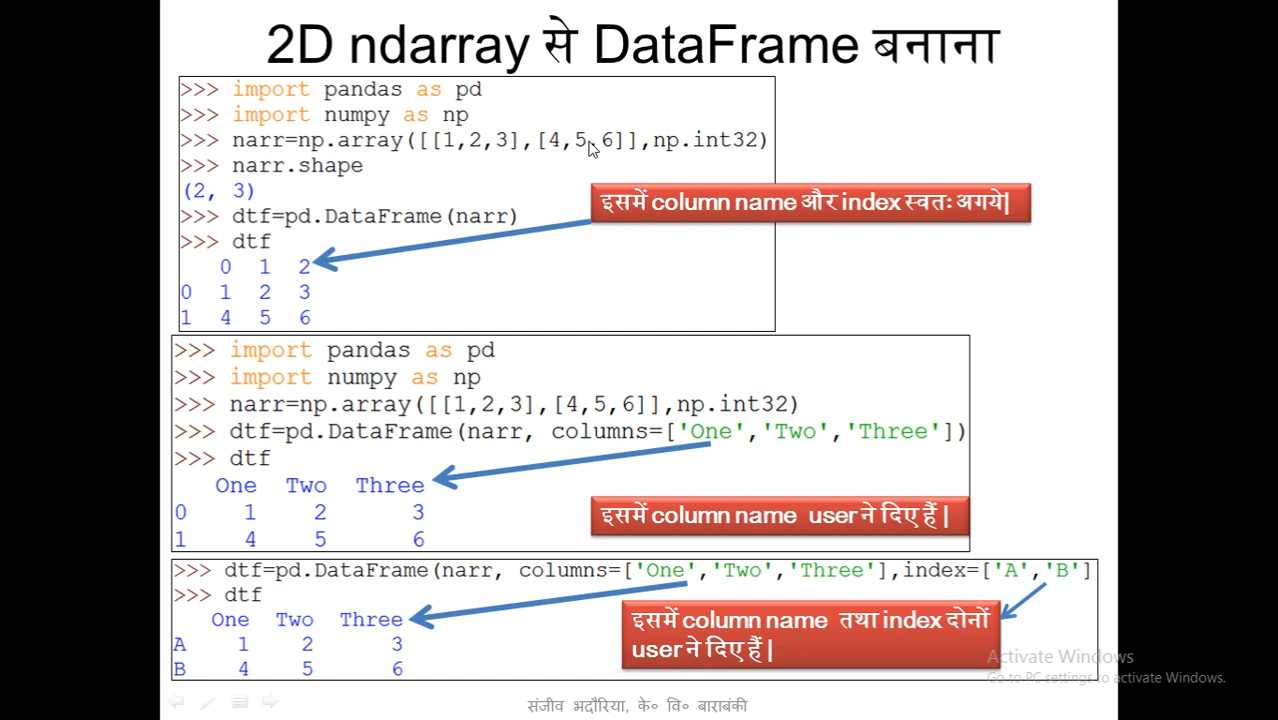 2D ndarray से DataFrame बनाना
>>> import pandas as pd
>>> import numpy as np
>>> narr=np.array([[1,2,3],[4,5,6]],np.int32)
>>> narr.shape
(2, 3)
>>> dtf=pd.DataFrame(narr)
>>> dtf
0 1 2
0 1 2 3
1 4 5 6
इसमें column name और index स्वतः अगये|
>>> import pandas as pd
>>> import numpy as np
>>> narr=np.array([[1,2,3],[4,5,6]],np.int32)
>>> dtf=pd.DataFrame(narr, columns=['One','Two','Three'])
>>> dtf
One Two Three
0 1 2 3
1 4 5 6
इसमें column name user ने दिए हैं |
>>> dtf=pd.DataFrame(narr, columns=['One','Two','Three'],index=['A','B']
>>> dtf
One Two Three
A 1 2 3
B 4 5 6
इसमें column name तथा index दोनों
user ने दिए हैं |
Activate Windows
Go to PC settings to activate Windows.
संजीव भदौरिया, के० वि० बाराबंकी